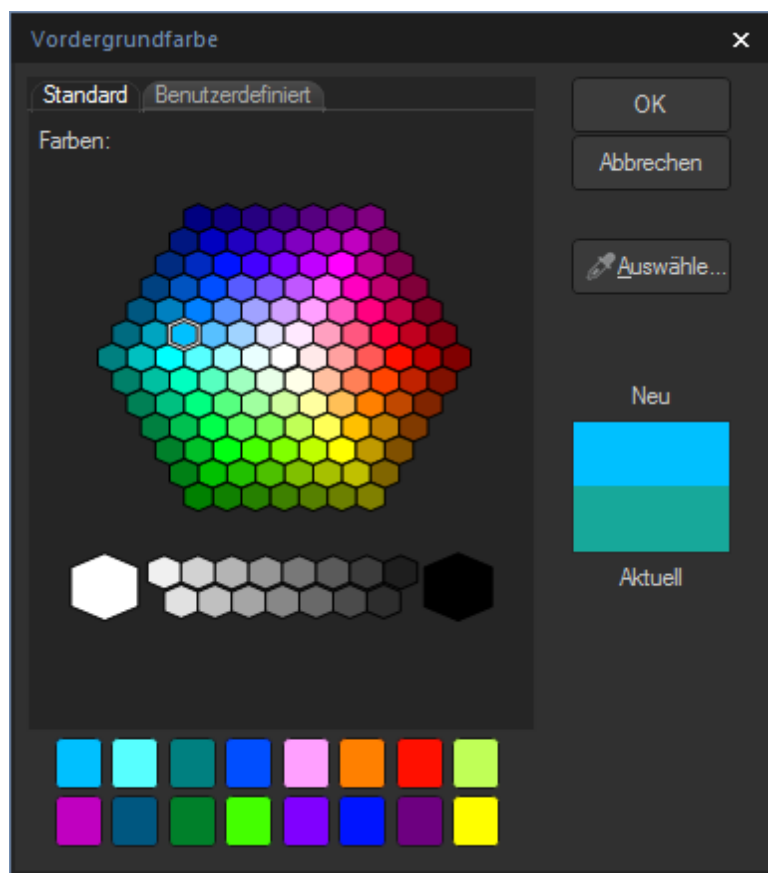 Vordergrundfarbe
Standard Benutzerdefiniert
Farben:
OK
Abbrechen
Auswähle...
Neu
Aktuell